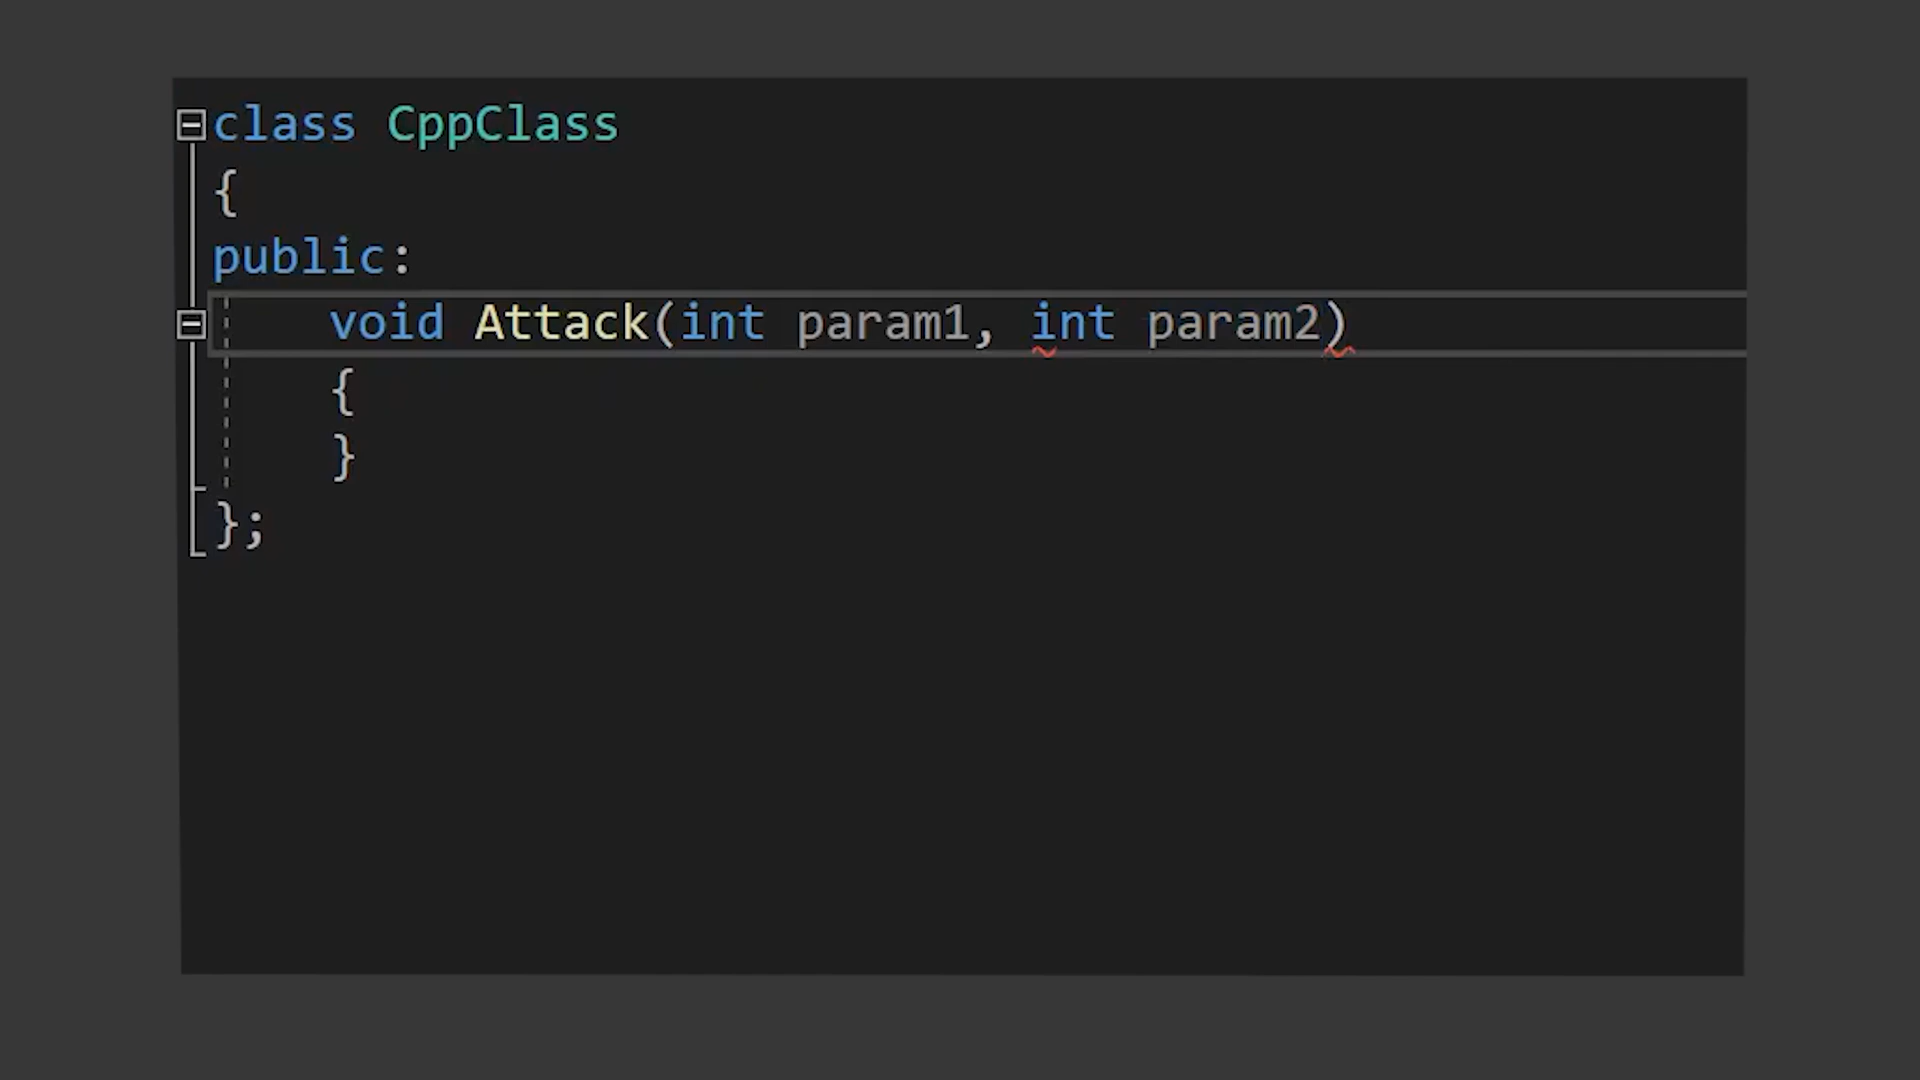 class CppClass
{
public:
void Attack(int param1, int param2)
{
}
};